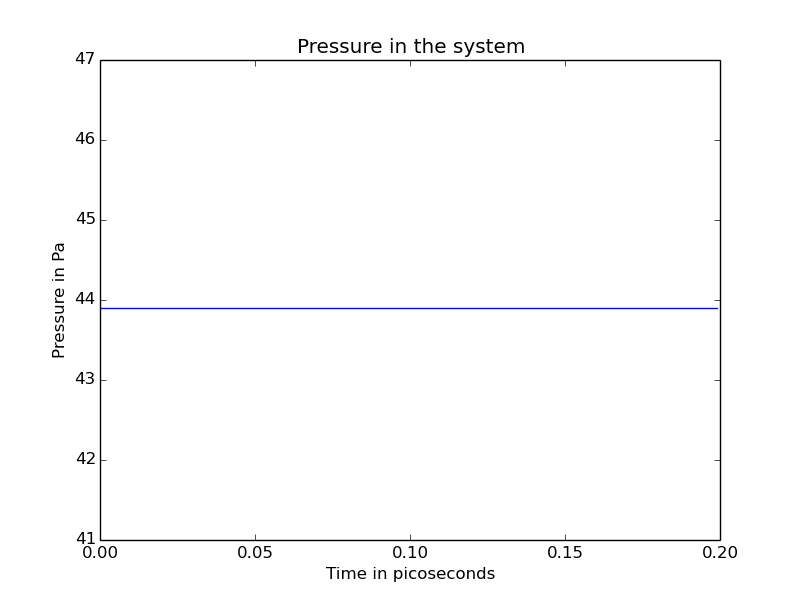 Pressure in the system
47
46
45
44
43
42
41
Pressure in Pa
0.00 0.05 0.10 0.15 0.20
Time in picoseconds